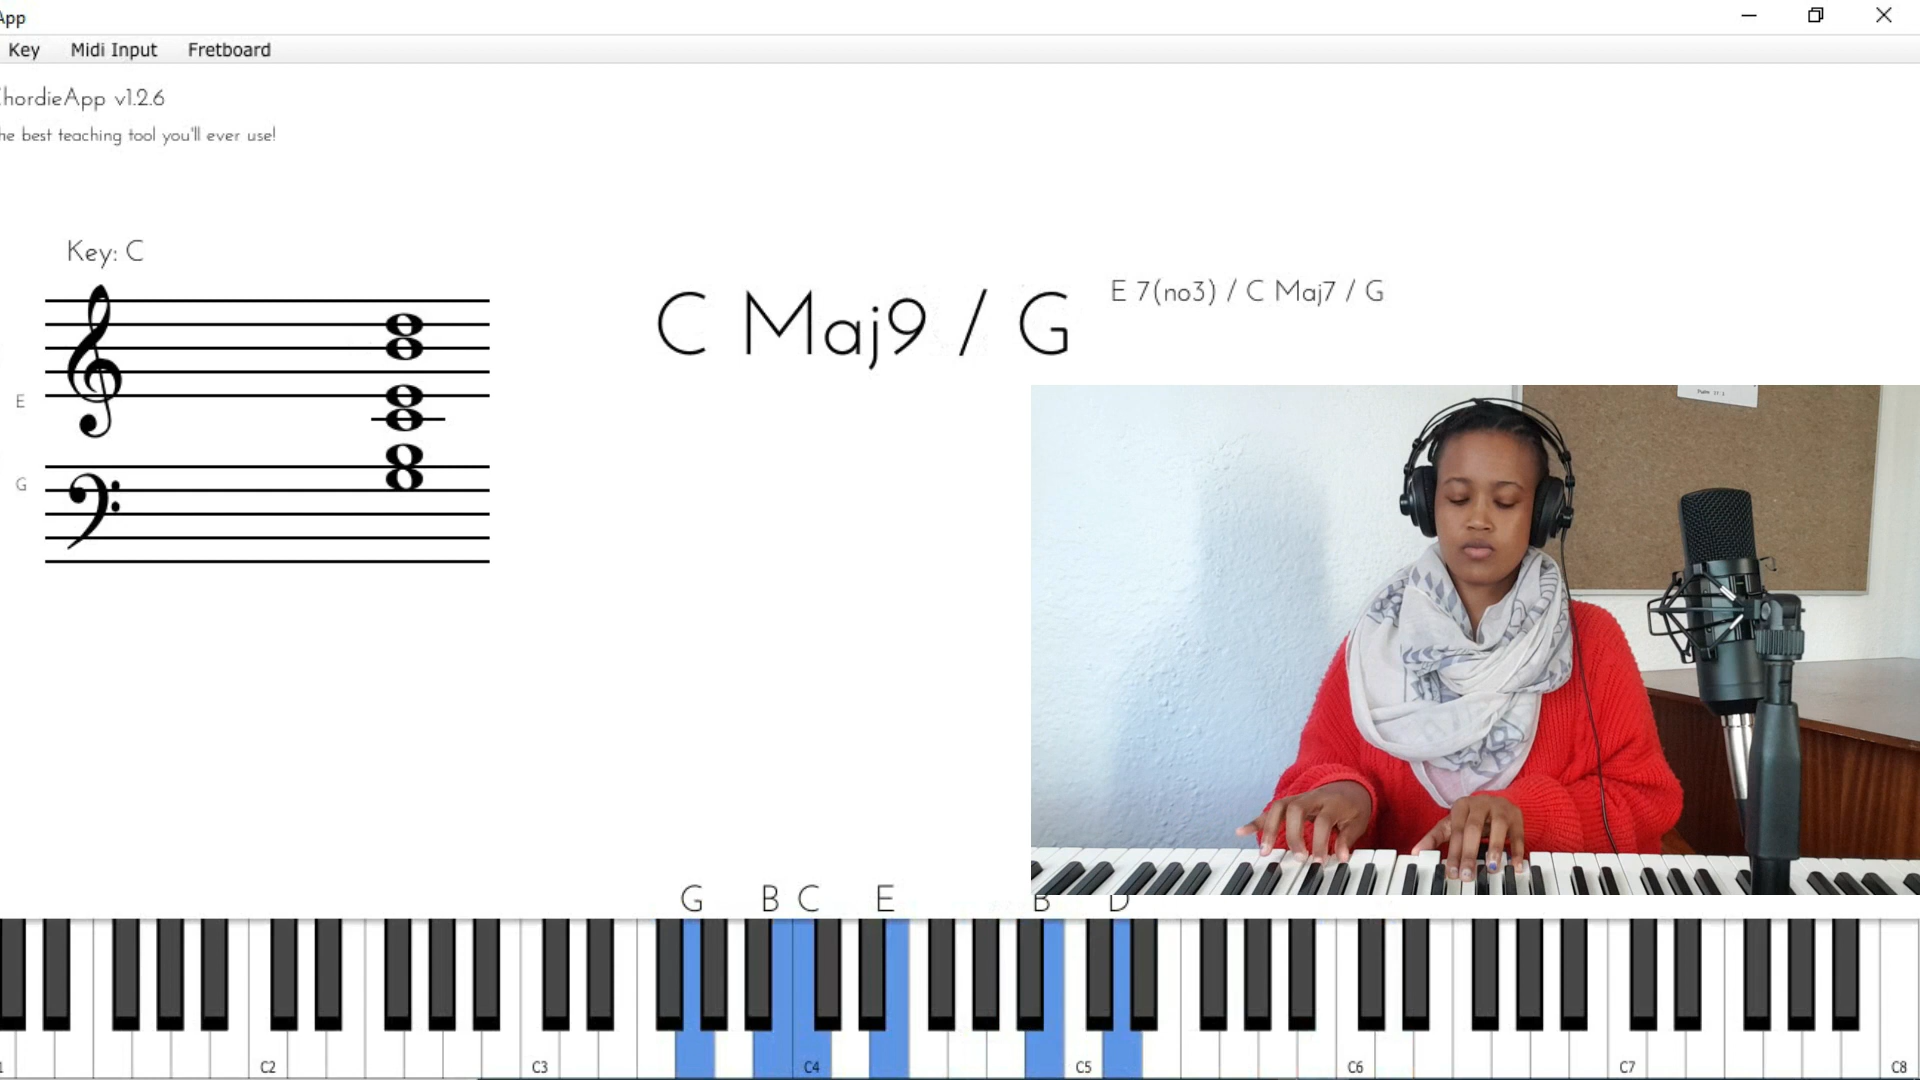 App
Key Midi Input Fretboard
hordieApp v1.2.6
he best teaching tool you'll ever use!
Key: C
C Maj9 / G
E 7(no3) / C Maj7 / G
E
G
G B C E B D
C2 C3 C4 C5 C6 C7 C8